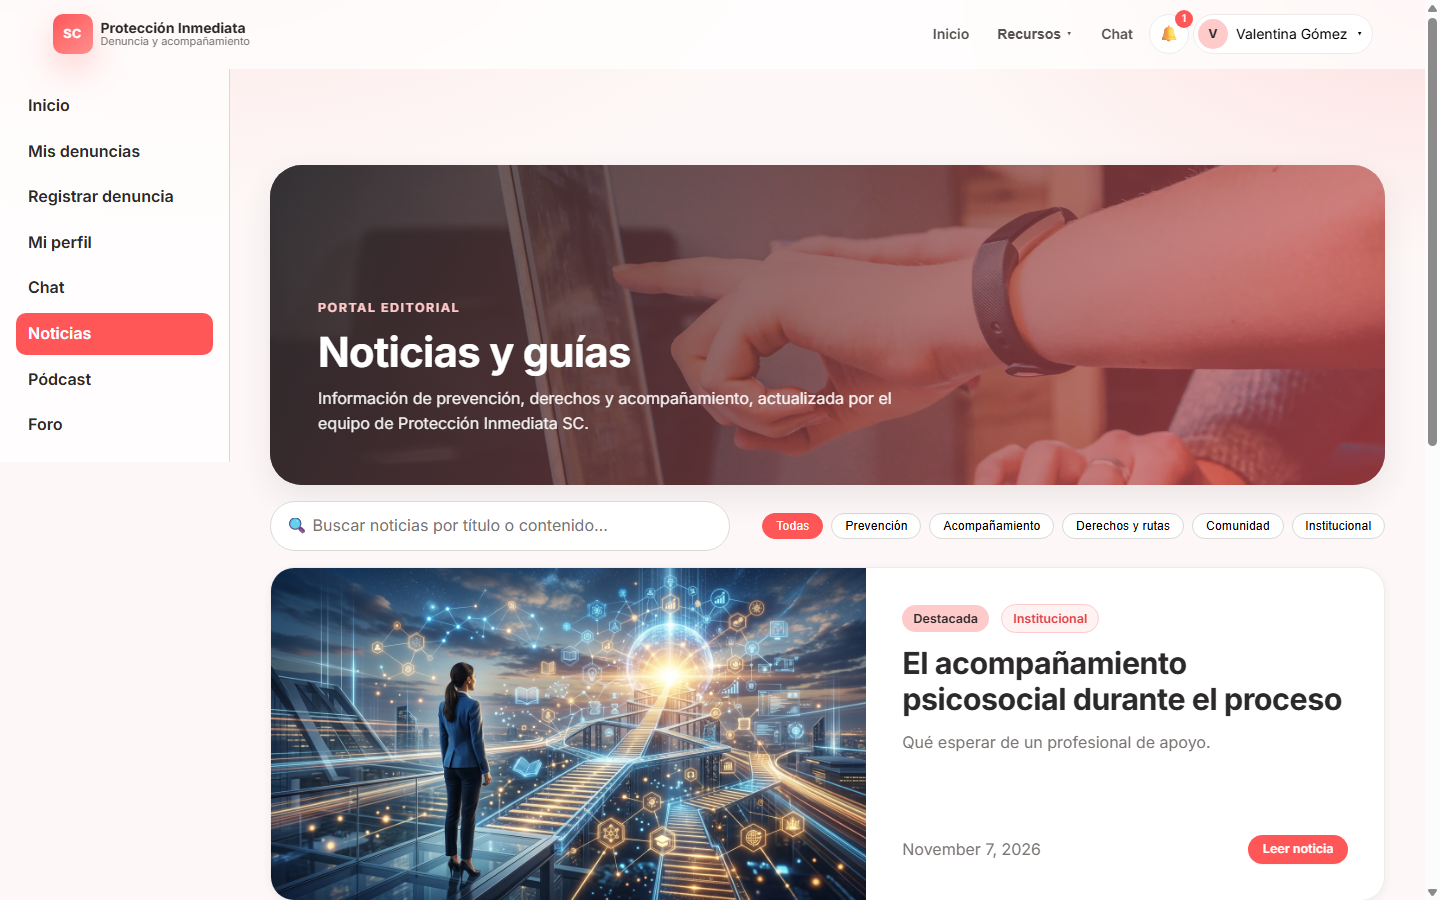 SC
Protección Inmediata
Denuncia y acompañamiento
Inicio
Recursos
Chat
1
V
Valentina Gómez
Inicio
Mis denuncias
Registrar denuncia
Mi perfil
Chat
Noticias
Pódcast
Foro
PORTAL EDITORIAL
Noticias y guías
Información de prevención, derechos y acompañamiento, actualizada por el
equipo de Protección Inmediata SC.
Buscar noticias por título o contenido...
Todas
Prevención
Acompañamiento
Derechos y rutas
Comunidad
Institucional
Destacada
Institucional
El acompañamiento
psicosocial durante el proceso
Qué esperar de un profesional de apoyo.
November 7, 2026
Leer noticia